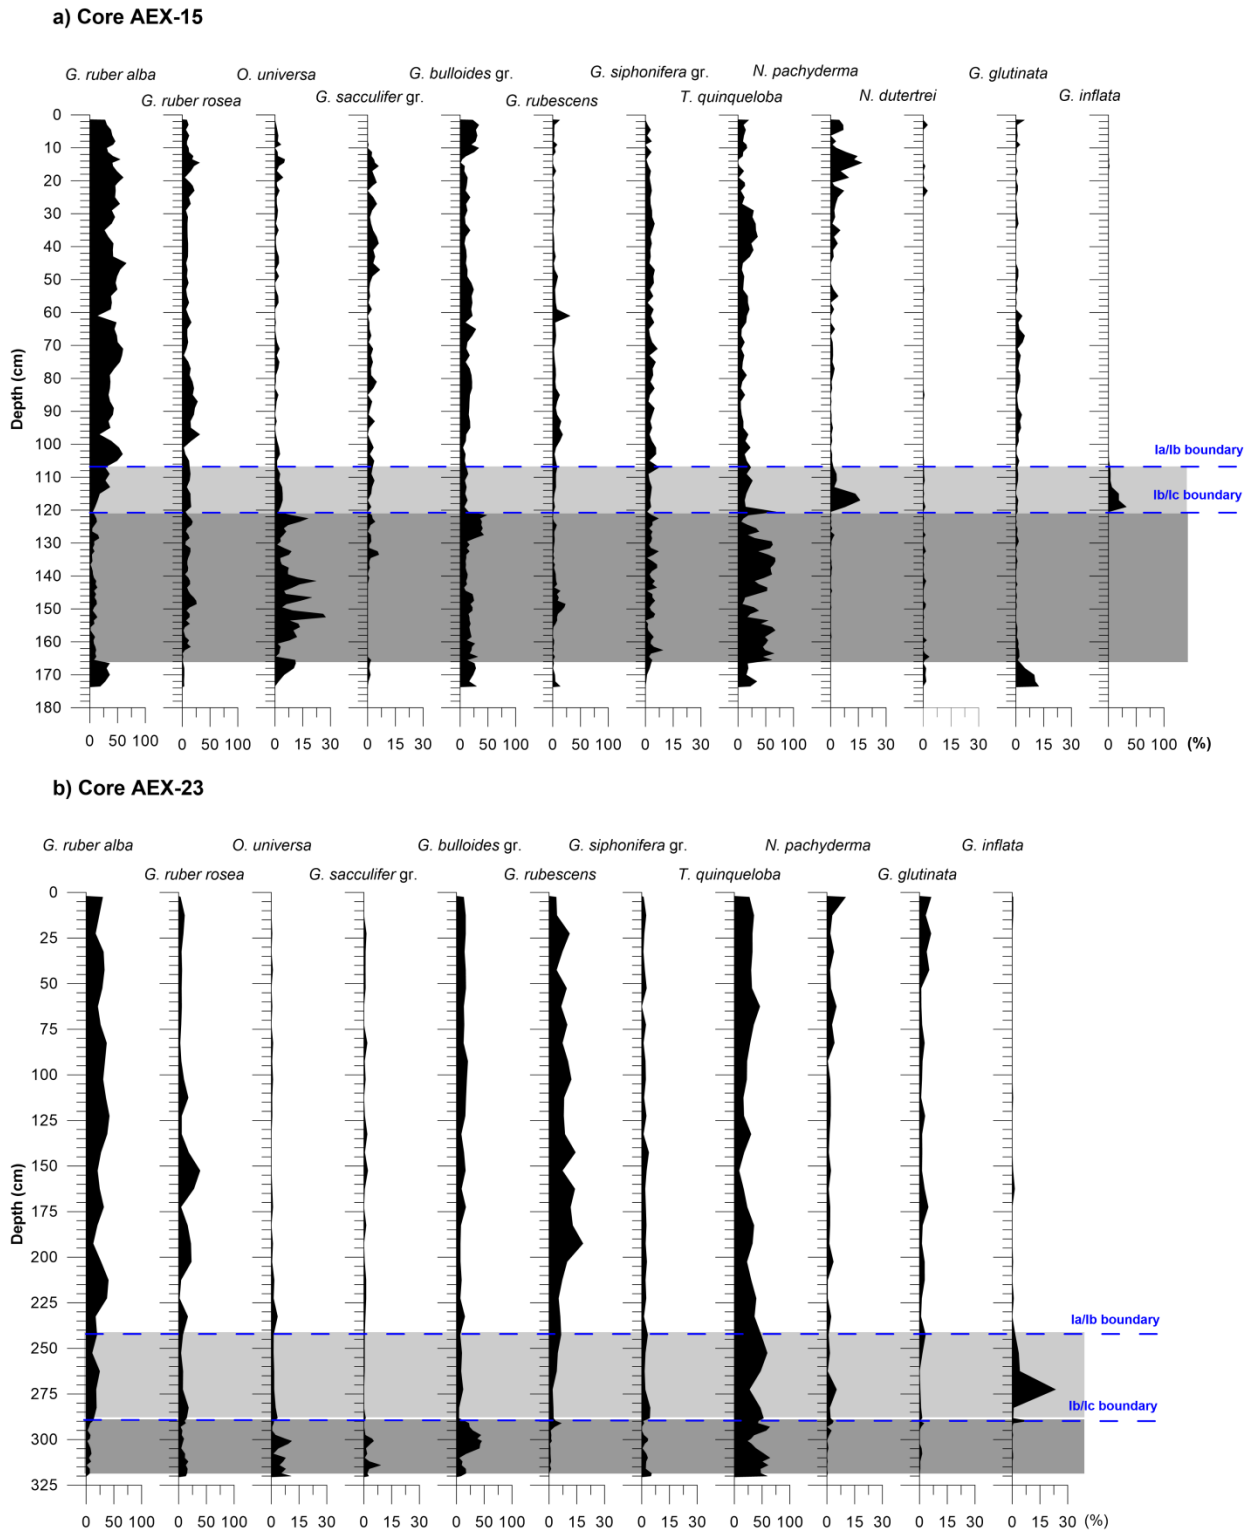 a) Core AEX-15
G. ruber alba O. universa G. bulloides gr. G. siphonifera gr. N. pachyderma G. glutinata
G. ruber rosea G. sacculifer gr. G. rubescens T. quinqueloba N. dutertrei G. inflata
Depth (cm)
0
10
20
30
40
50
60
70
80
90
100
110
120
130
140
150
160
170
180
Ia/Ib boundary
Ib/Ic boundary
0 50 100 0 50 100 0 15 30 0 15 30 0 50 100 0 15 30 0 15 30 0 50 100 0 15 30 0 15 30 0 15 30 0 50 100 (%)
b) Core AEX-23
G. ruber alba O. universa G. bulloides gr. G. siphonifera gr. N. pachyderma G. inflata
G. ruber rosea G. sacculifer gr. G. rubescens T. quinqueloba G. glutinata
Depth (cm)
0
25
50
75
100
125
150
175
200
225
250
275
300
325
Ia/Ib boundary
Ib/Ic boundary
0 50 100 0 15 30 0 15 30 0 15 30 0 50 100 0 15 30 0 15 30 0 50 100 0 15 30 0 15 30 0 15 30 (%)